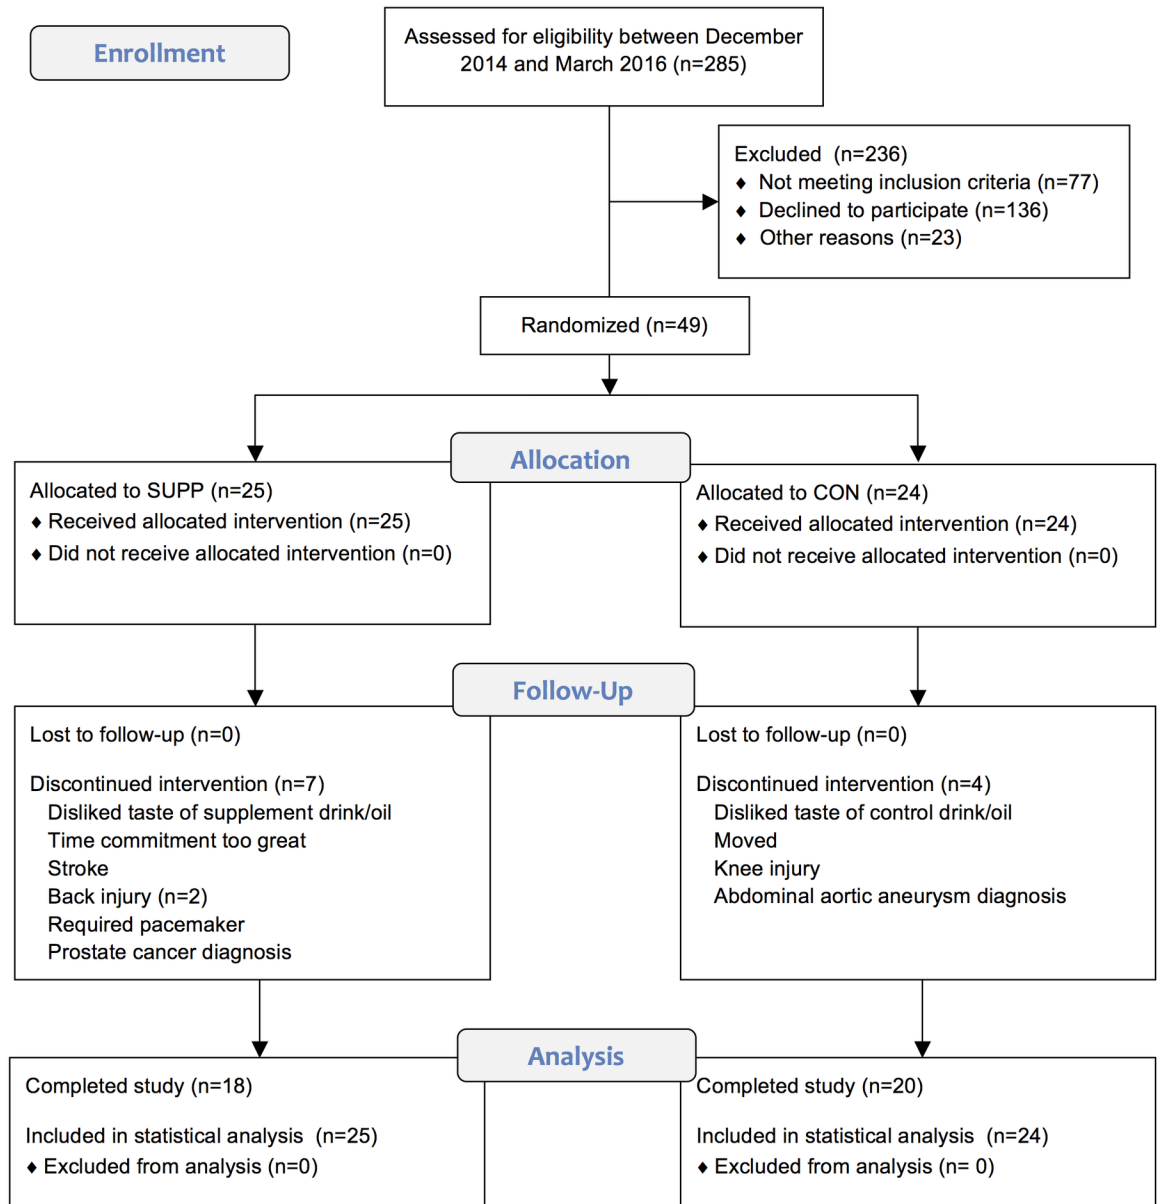 Enrollment
Assessed for eligibility between December
2014 and March 2016 (n=285)
Excluded (n=236)
♦ Not meeting inclusion criteria (n=77)
♦ Declined to participate (n=136)
♦ Other reasons (n=23)
Randomized (n=49)
Allocation
Allocated to SUPP (n=25)
♦ Received allocated intervention (n=25)
♦ Did not receive allocated intervention (n=0)
Allocated to CON (n=24)
♦ Received allocated intervention (n=24)
♦ Did not receive allocated intervention (n=0)
Follow-Up
Lost to follow-up (n=0)
Discontinued intervention (n=7)
Disliked taste of supplement drink/oil
Time commitment too great
Stroke
Back injury (n=2)
Required pacemaker
Prostate cancer diagnosis
Lost to follow-up (n=0)
Discontinued intervention (n=4)
Disliked taste of control drink/oil
Moved
Knee injury
Abdominal aortic aneurysm diagnosis
Analysis
Completed study (n=18)
Included in statistical analysis (n=25)
♦ Excluded from analysis (n=0)
Completed study (n=20)
Included in statistical analysis (n=24)
♦ Excluded from analysis (n= 0)